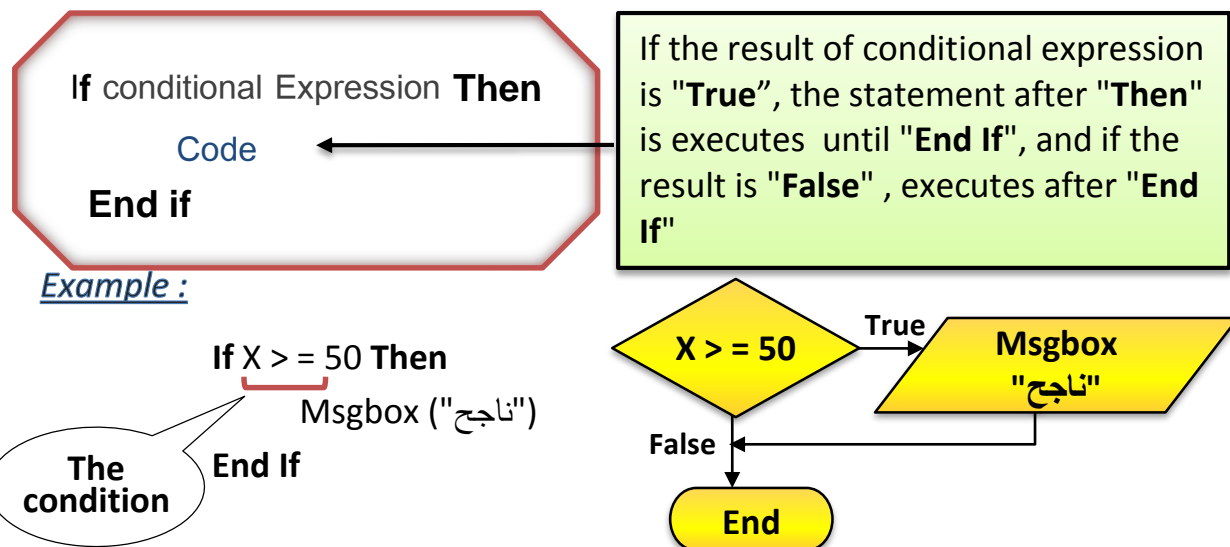 If conditional Expression Then
Code
End if
If the result of conditional expression
is "True”, the statement after "Then"
is executes until "End If", and if the
result is "False" , executes after "End
If"
Example :
If X > = 50 Then
Msgbox ("ناجح")
End If
The
condition
X > = 50
True
Msgbox
"ناجح"
False
End